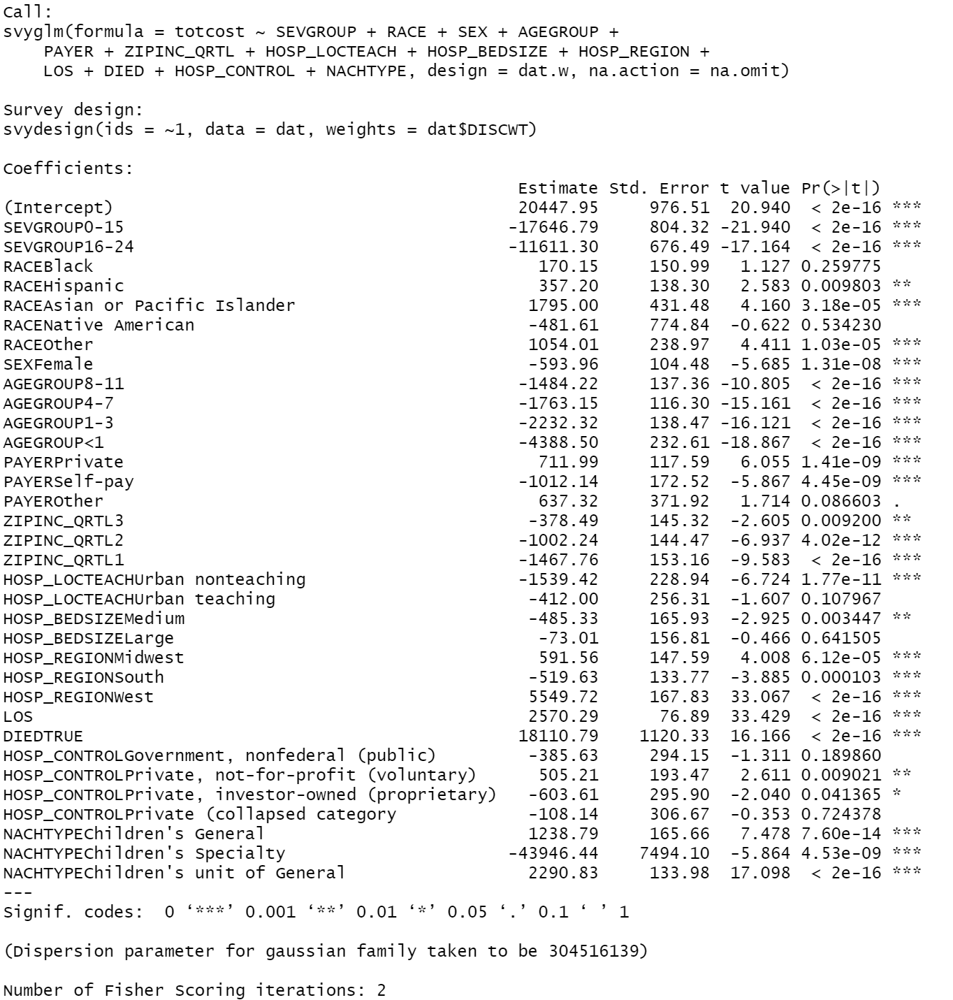 Call:
svyglm(formula = totcost ~ SEVGROUP + RACE + SEX + AGEGROUP +
    PAYER + ZIPINC_QRTL + HOSP_LOCTEACH + HOSP_BEDSIZE + HOSP_REGION +
    LOS + DIED + HOSP_CONTROL + NACHTYPE, design = dat.w, na.action = na.omit)

Survey design:
svydesign(ids = ~1, data = dat, weights = dat$DISCWT)

Coefficients:
                                                   Estimate Std. Error t value Pr(>|t|)
(Intercept)                                        20447.95     976.51  20.940  < 2e-16 ***
SEVGROUP0-15                                      -17646.79     804.32 -21.940  < 2e-16 ***
SEVGROUP16-24                                     -11611.30     676.49 -17.164  < 2e-16 ***
RACEBlack                                            170.15     150.99   1.127 0.259775
RACEHispanic                                         357.20     138.30   2.583 0.009803 **
RACEAsian or Pacific Islander                       1795.00     431.48   4.160 3.18e-05 ***
RACENative American                                 -481.61     774.84  -0.622 0.534230
RACEOther                                           1054.01     238.97   4.411 1.03e-05 ***
SEXFemale                                           -593.96     104.48  -5.685 1.31e-08 ***
AGEGROUP8-11                                       -1484.22     137.36 -10.805  < 2e-16 ***
AGEGROUP4-7                                        -1763.15     116.30 -15.161  < 2e-16 ***
AGEGROUP1-3                                        -2232.32     138.47 -16.121  < 2e-16 ***
AGEGROUP<1                                         -4388.50     232.61 -18.867  < 2e-16 ***
PAYERPrivate                                         711.99     117.59   6.055 1.41e-09 ***
PAYERSelf-pay                                      -1012.14     172.52  -5.867 4.45e-09 ***
PAYEROther                                           637.32     371.92   1.714 0.086603 .
ZIPINC_QRTL3                                        -378.49     145.32  -2.605 0.009200 **
ZIPINC_QRTL2                                       -1002.24     144.47  -6.937 4.02e-12 ***
ZIPINC_QRTL1                                       -1467.76     153.16  -9.583  < 2e-16 ***
HOSP_LOCTEACHUrban nonteaching                     -1539.42     228.94  -6.724 1.77e-11 ***
HOSP_LOCTEACHUrban teaching                         -412.00     256.31  -1.607 0.107967
HOSP_BEDSIZEMedium                                  -485.33     165.93  -2.925 0.003447 **
HOSP_BEDSIZELarge                                    -73.01     156.81  -0.466 0.641505
HOSP_REGIONMidwest                                   591.56     147.59   4.008 6.12e-05 ***
HOSP_REGIONSouth                                    -519.63     133.77  -3.885 0.000103 ***
HOSP_REGIONWest                                     5549.72     167.83  33.067  < 2e-16 ***
LOS                                                 2570.29      76.89  33.429  < 2e-16 ***
DIEDTRUE                                           18110.79    1120.33  16.166  < 2e-16 ***
HOSP_CONTROLGovernment, nonfederal (public)         -385.63     294.15  -1.311 0.189860
HOSP_CONTROLPrivate, not-for-profit (voluntary)      505.21     193.47   2.611 0.009021 **
HOSP_CONTROLPrivate, investor-owned (proprietary)   -603.61     295.90  -2.040 0.041365 *
HOSP_CONTROLPrivate (collapsed category             -108.14     306.67  -0.353 0.724378
NACHTYPEChildren's General                          1238.79     165.66   7.478 7.60e-14 ***
NACHTYPEChildren's Specialty                      -43946.44    7494.10  -5.864 4.53e-09 ***
NACHTYPEChildren's unit of General                  2290.83     133.98  17.098  < 2e-16 ***
---
Signif. codes:  0 ‘***’ 0.001 ‘**’ 0.01 ‘*’ 0.05 ‘.’ 0.1 ‘ ’ 1

(Dispersion parameter for gaussian family taken to be 304516139)

Number of Fisher Scoring iterations: 2